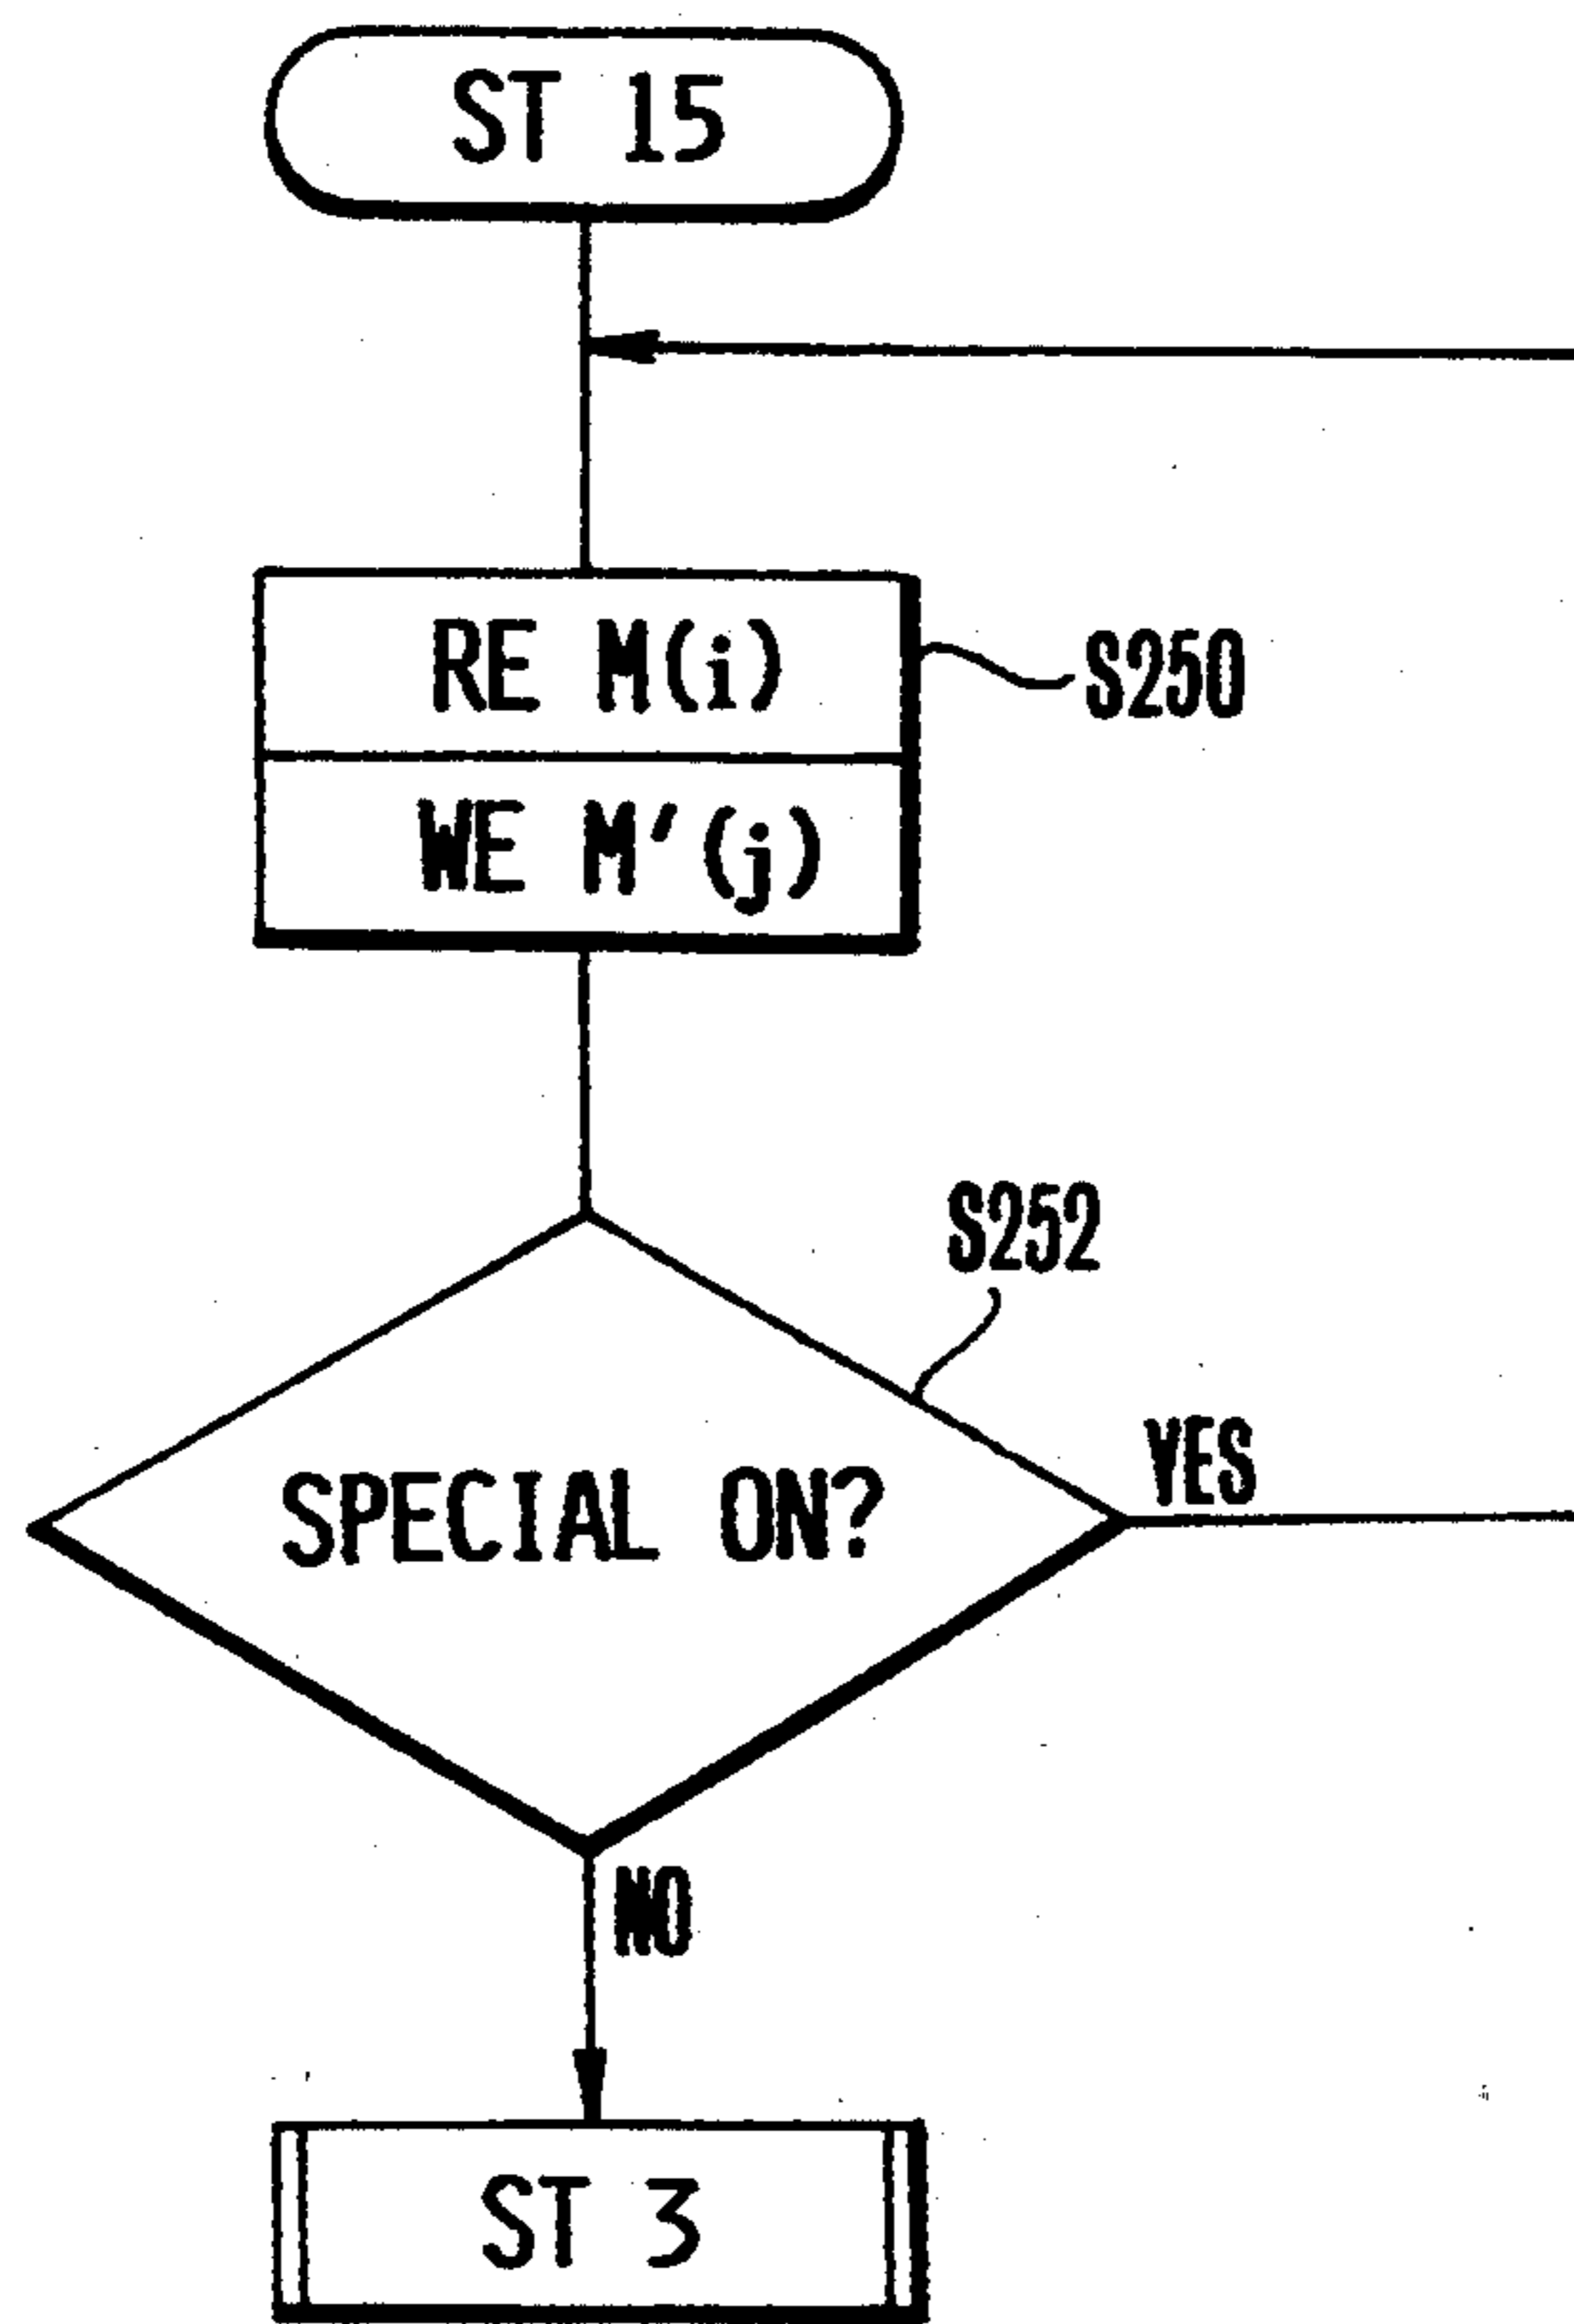 ST 15
RE M(i)
S250
WE M'(j)
S252
SPECIAL ON?
YES
NO
ST 3